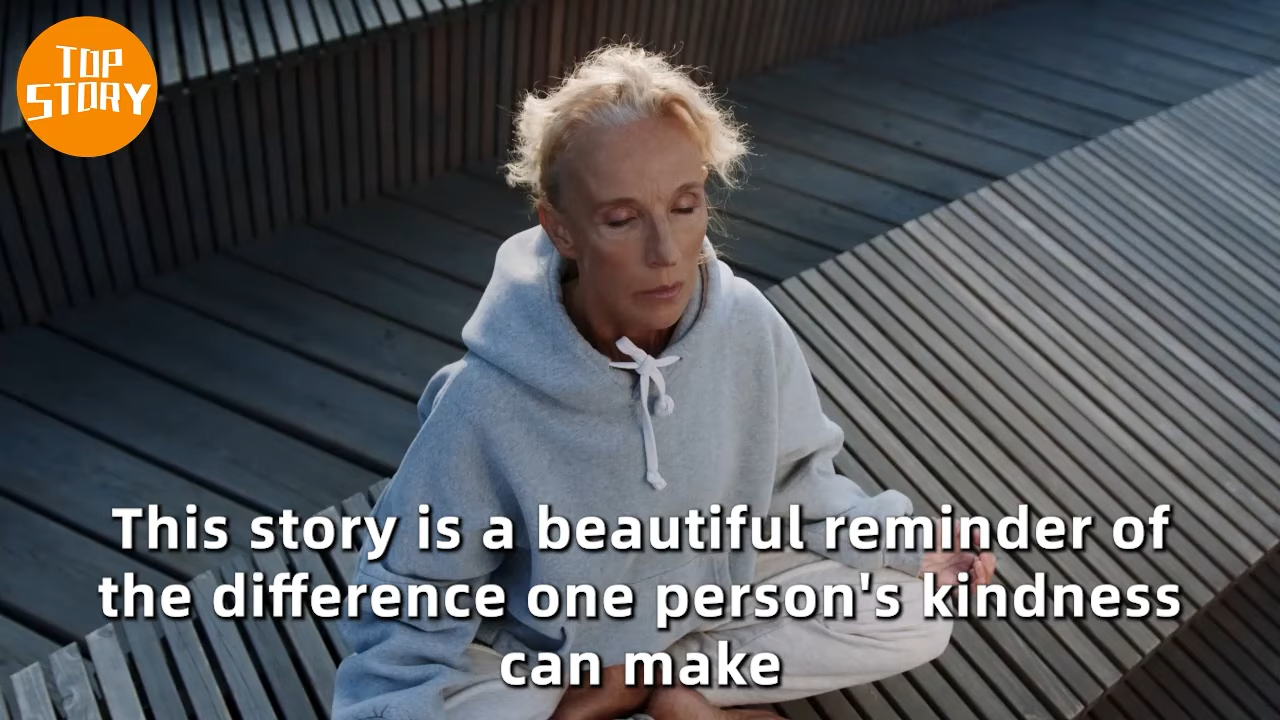 TOP
STORY
This story is a beautiful reminder of
the difference one person's kindness
can make